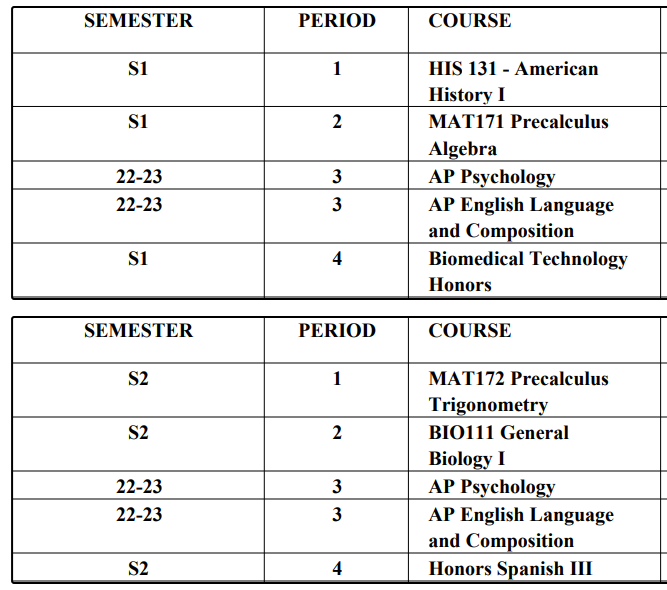 SEMESTER PERIOD COURSE
S1 1 HIS 131 - American
History I
S1 2 MAT171 Precalculus
Algebra
22-23 3 AP Psychology
22-23 3 AP English Language
and Composition
S1 4 Biomedical Technology
Honors
SEMESTER PERIOD COURSE
S2 1 MAT172 Precalculus
Trigonometry
S2 2 BIO111 General
Biology I
22-23 3 AP Psychology
22-23 3 AP English Language
and Composition
S2 4 Honors Spanish III